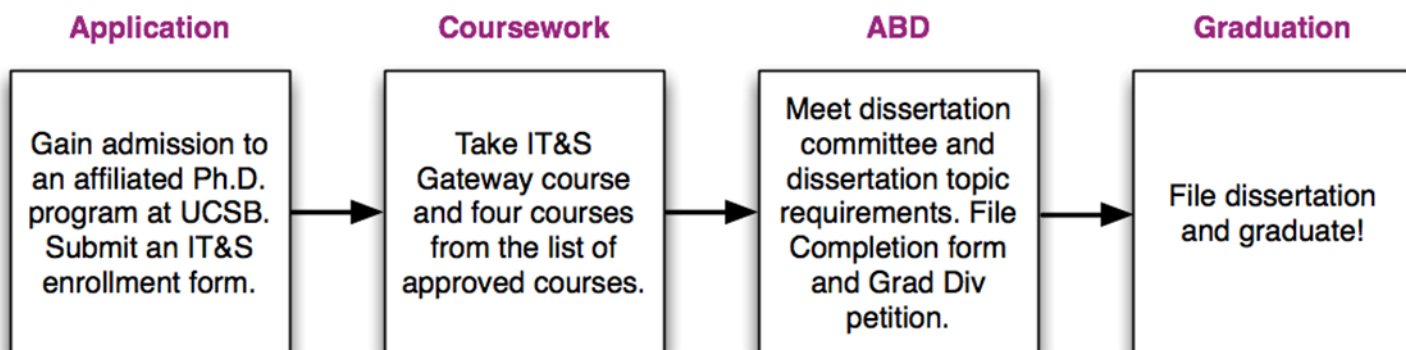 Application
Gain admission to
an affiliated Ph.D.
program at UCSB.
Submit an IT&S
enrollment form.
Coursework
Take IT&S
Gateway course
and four courses
from the list of
approved courses.
ABD
Meet dissertation
committee and
dissertation topic
requirements. File
Completion form
and Grad Div
petition.
Graduation
File dissertation
and graduate!